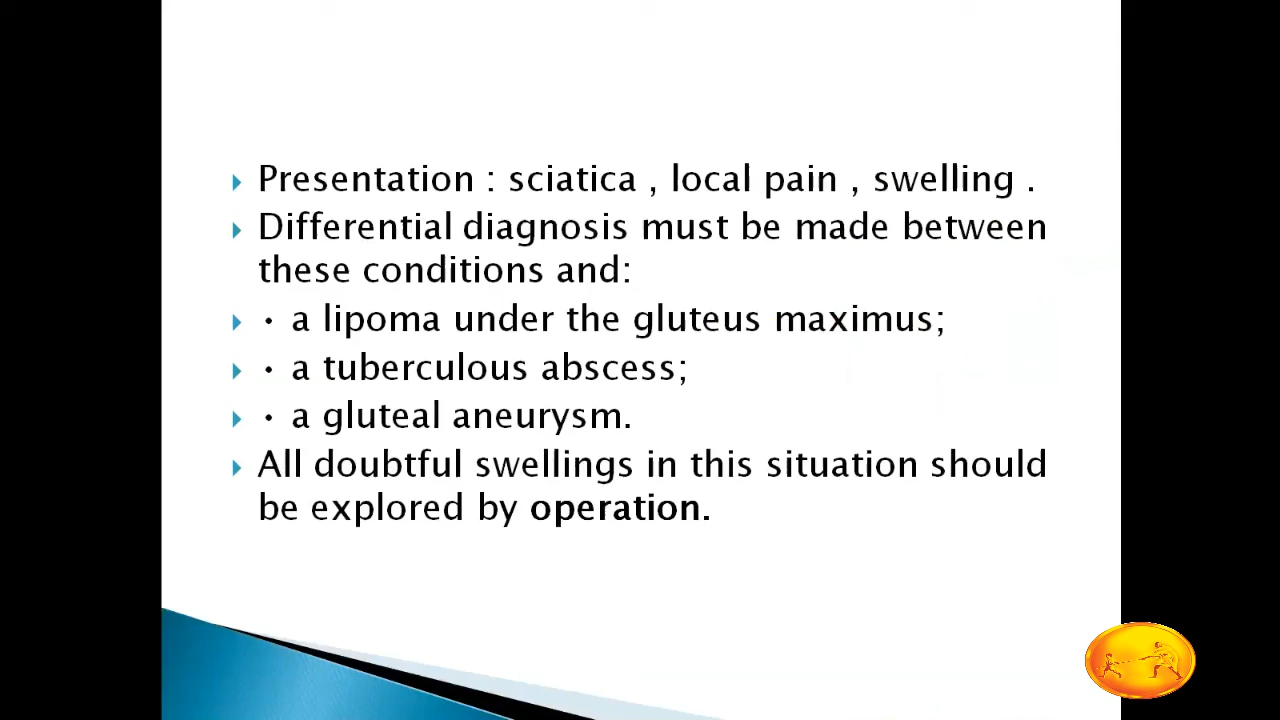 Presentation : sciatica , local pain , swelling .
Differential diagnosis must be made between
these conditions and:
• a lipoma under the gluteus maximus;
• a tuberculous abscess;
• a gluteal aneurysm.
All doubtful swellings in this situation should
be explored by operation.